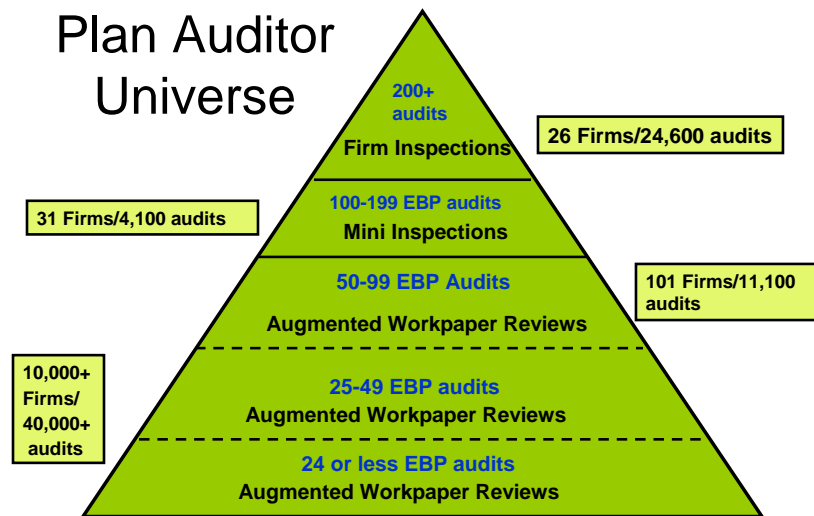 Plan Auditor
Universe
200+
audits
Firm Inspections
26 Firms/24,600 audits
100-199 EBP audits
Mini Inspections
31 Firms/4,100 audits
50-99 EBP Audits
Augmented Workpaper Reviews
101 Firms/11,100
audits
10,000+
Firms/
40,000+
audits
25-49 EBP audits
Augmented Workpaper Reviews
24 or less EBP audits
Augmented Workpaper Reviews